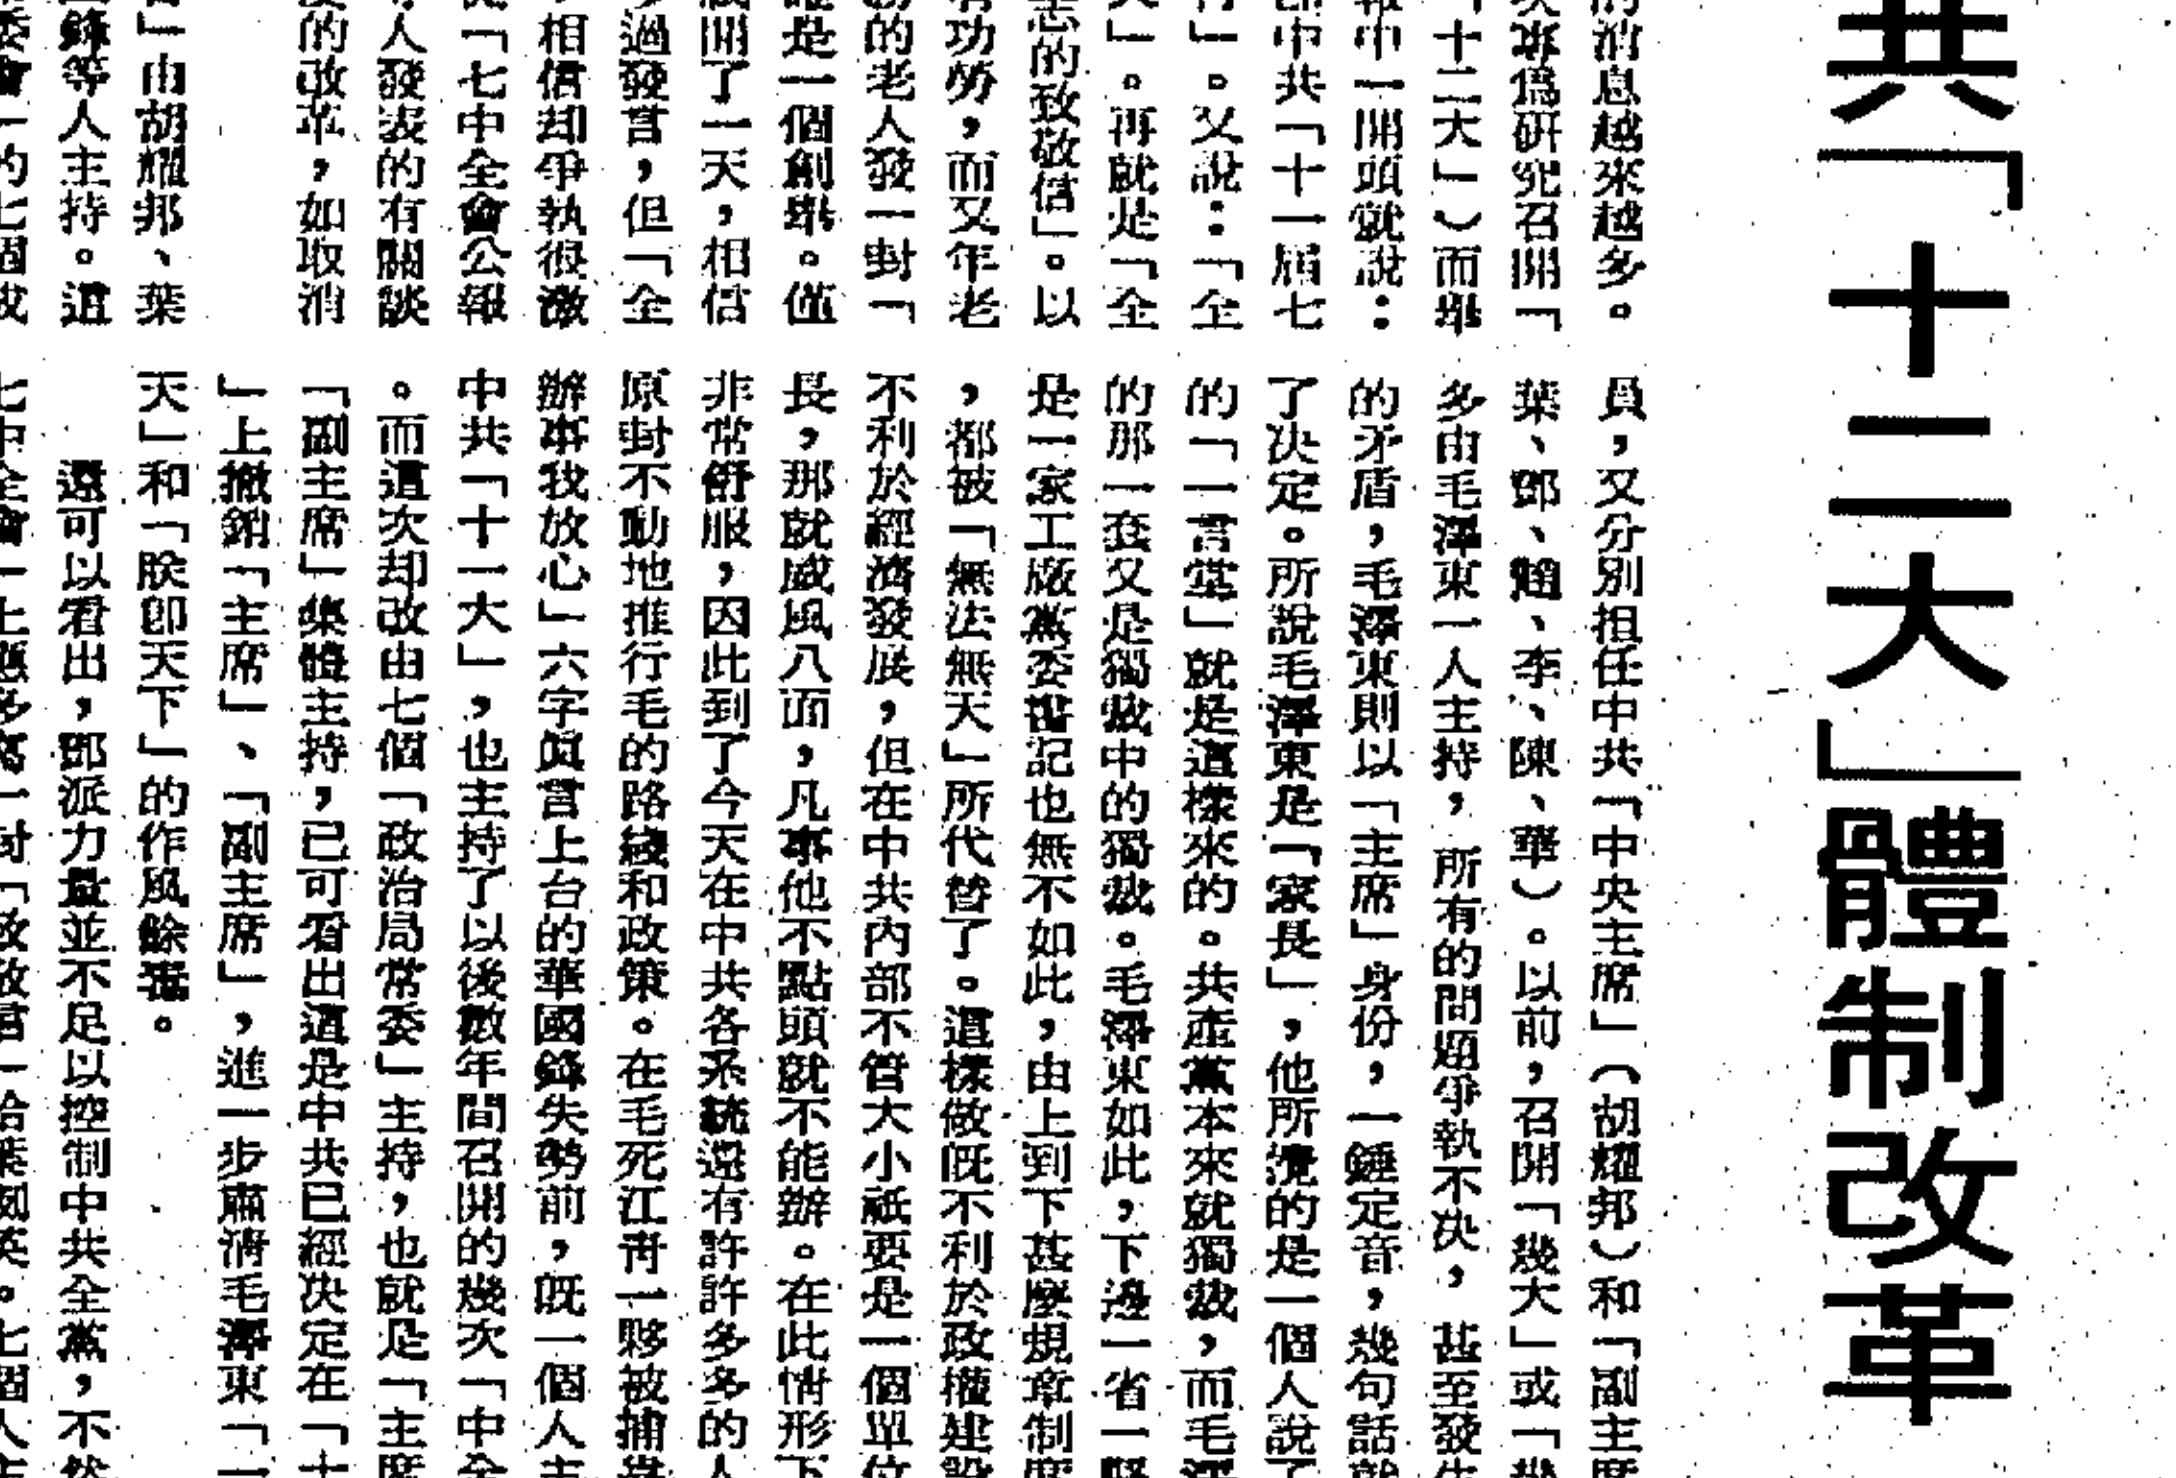 共「十二大」體制改革
的消息越來越多。
次專爲研究召開「
「十二大」）而舉
報中一開頭就說：
中共「十一屆七
」。又說：「全
大」。再就是「全
志的致敬信」。以
有功勞，而又年老
的老人發一封「
是一個創舉。僅
開了一天，相信
過發言，但「全
相信却爭執很激
從「七中全會公報
人發表的有關談
的改革，如取消
」由胡耀邦、葉
鋒等人主持。這
員，又分別担任中共「中央主席」（胡耀邦）和「副主席
葉、鄧、趙、李、陳、華）。以前，召開「幾大」或「幾
多由毛澤東一人主持，所有的問題爭執不决，甚至發生
的矛盾，毛澤東則以「主席」身份，一錘定音，幾句話就
了决定。所說毛澤東是「家長」，他所凴的是一個人說了
的「一言堂」就是這樣來的。共產黨本來就獨裁，而毛澤
的那一套又是獨裁中的獨裁。毛澤東如此，下邊一省一縣
是一家工廠黨委書記也無不如此，由上到下甚麼規章制度
，都被「無法無天」所代替了。這樣做旣不利於政權建設
不利於經濟發展，但在中共內部不管大小祗要是一個單位
長，那就威風八面，凡事他不點頭就不能辦。在此情形下
非常舒服，因此到了今天在中共各系統還有許許多多的人
原封不動地推行毛的路綫和政策。在毛死江青一夥被捕
辦事我放心」六字眞言上台的華國鋒失勢前，旣一個人主
中共「十一大」，也主持了以後數年間召開的幾次「中全
。而這次却改由七個「政治局常委」主持，也就是「主席
「副主席」集體主持，已可看出這是中共已經决定在「十
」上撤銷「主席」、「副主席」，進一步肅清毛澤東「一
天」和「朕卽天下」的作風餘毒。
還可以看出，鄧派力量並不足以控制中共全黨，不然